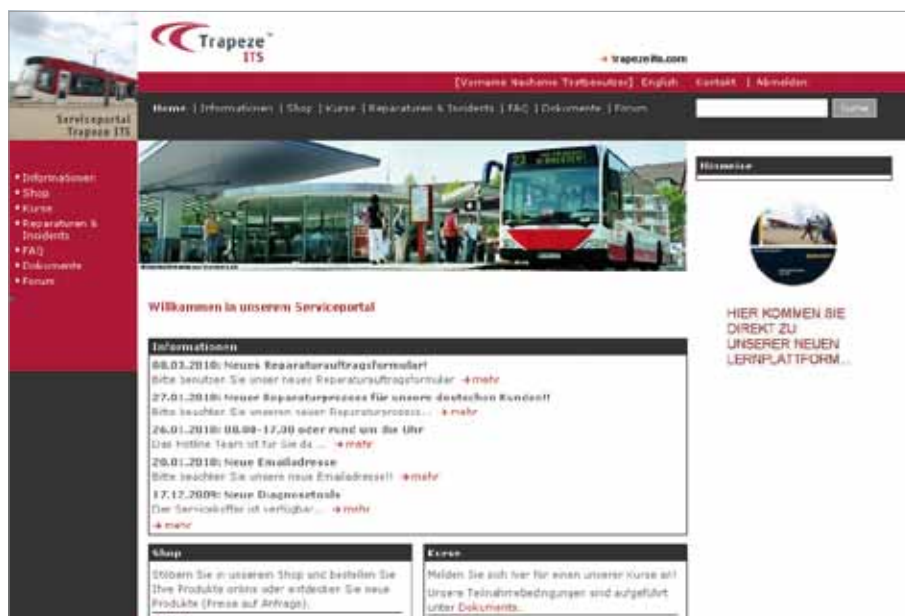 Trapeze™
ITS
→ trapezeits.com
[Vorname Nachname Testbenutzer] English Kontakt | Abmelden
Serviceportal
Trapeze ITS
Home | Informationen | Shop | Kurse | Reparaturen & Incidents | FAQ | Dokumente | Forum
Suche
• Informationen
• Shop
• Kurse
• Reparaturen &
Incidents
• FAQ
• Dokumente
• Forum
23
Hinweise
HIER KOMMEN SIE
DIREKT ZU
UNSERER NEUEN
LERNPLATTFORM...
Willkommen in unserem Serviceportal
Informationen
08.03.2010: Neues Reparaturauftragsformular!
Bitte benutzen Sie unser neues Reparaturauftragsformular → mehr
27.01.2010: Neuer Reparaturprozess für unsere deutschen Kunden!!
Bitte beachten Sie unseren neuen Reparaturprozess... → mehr
26.01.2010: 08.00-17.00 oder rund um die Uhr
Das Hotline Team ist für Sie da ... → mehr
20.01.2010: Neue Emailadresse
Bitte beachten Sie unsere neue Emailadresse!! → mehr
17.12.2009: Neue Diagnosetools
Der Servicekoffer ist verfügbar... → mehr
→ mehr
Shop
Stöbern Sie in unserem Shop und bestellen Sie
Ihre Produkte online oder entdecken Sie neue
Produkte (Preise auf Anfrage).
Kurse
Melden Sie sich hier für einen unserer Kurse an!
Unsere Teilnahmebedingungen sind aufgeführt
unter Dokumente.